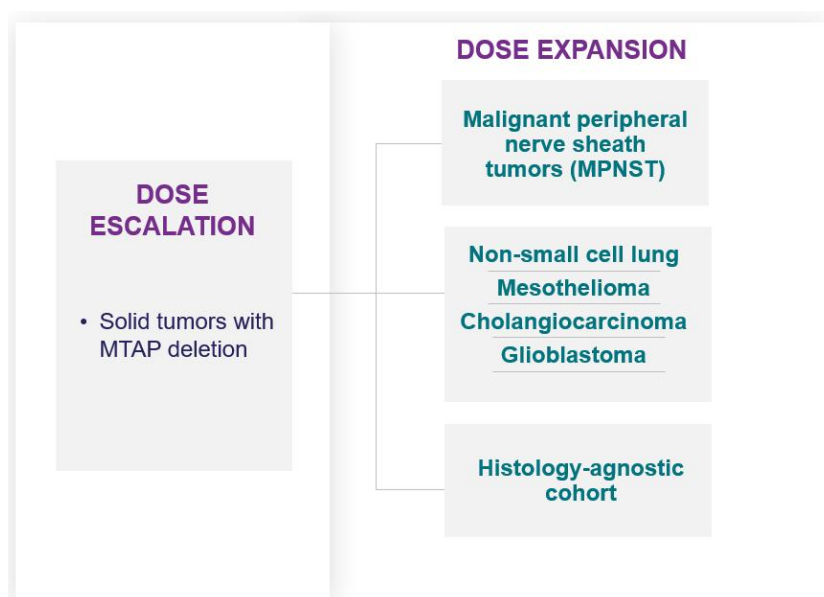 DOSE
ESCALATION
• Solid tumors with
MTAP deletion
DOSE EXPANSION
Malignant peripheral
nerve sheath
tumors (MPNST)
Non-small cell lung
Mesothelioma
Cholangiocarcinoma
Glioblastoma
Histology-agnostic
cohort